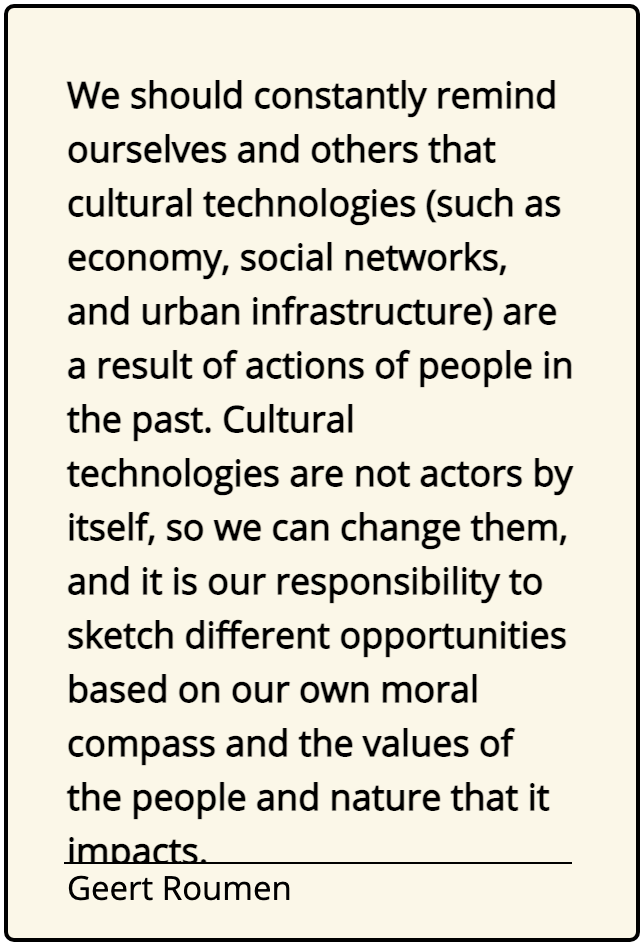 We should constantly remind
ourselves and others that
cultural technologies (such as
economy, social networks,
and urban infrastructure) are
a result of actions of people in
the past. Cultural
technologies are not actors by
itself, so we can change them,
and it is our responsibility to
sketch different opportunities
based on our own moral
compass and the values of
the people and nature that it
impacts.
Geert Roumen